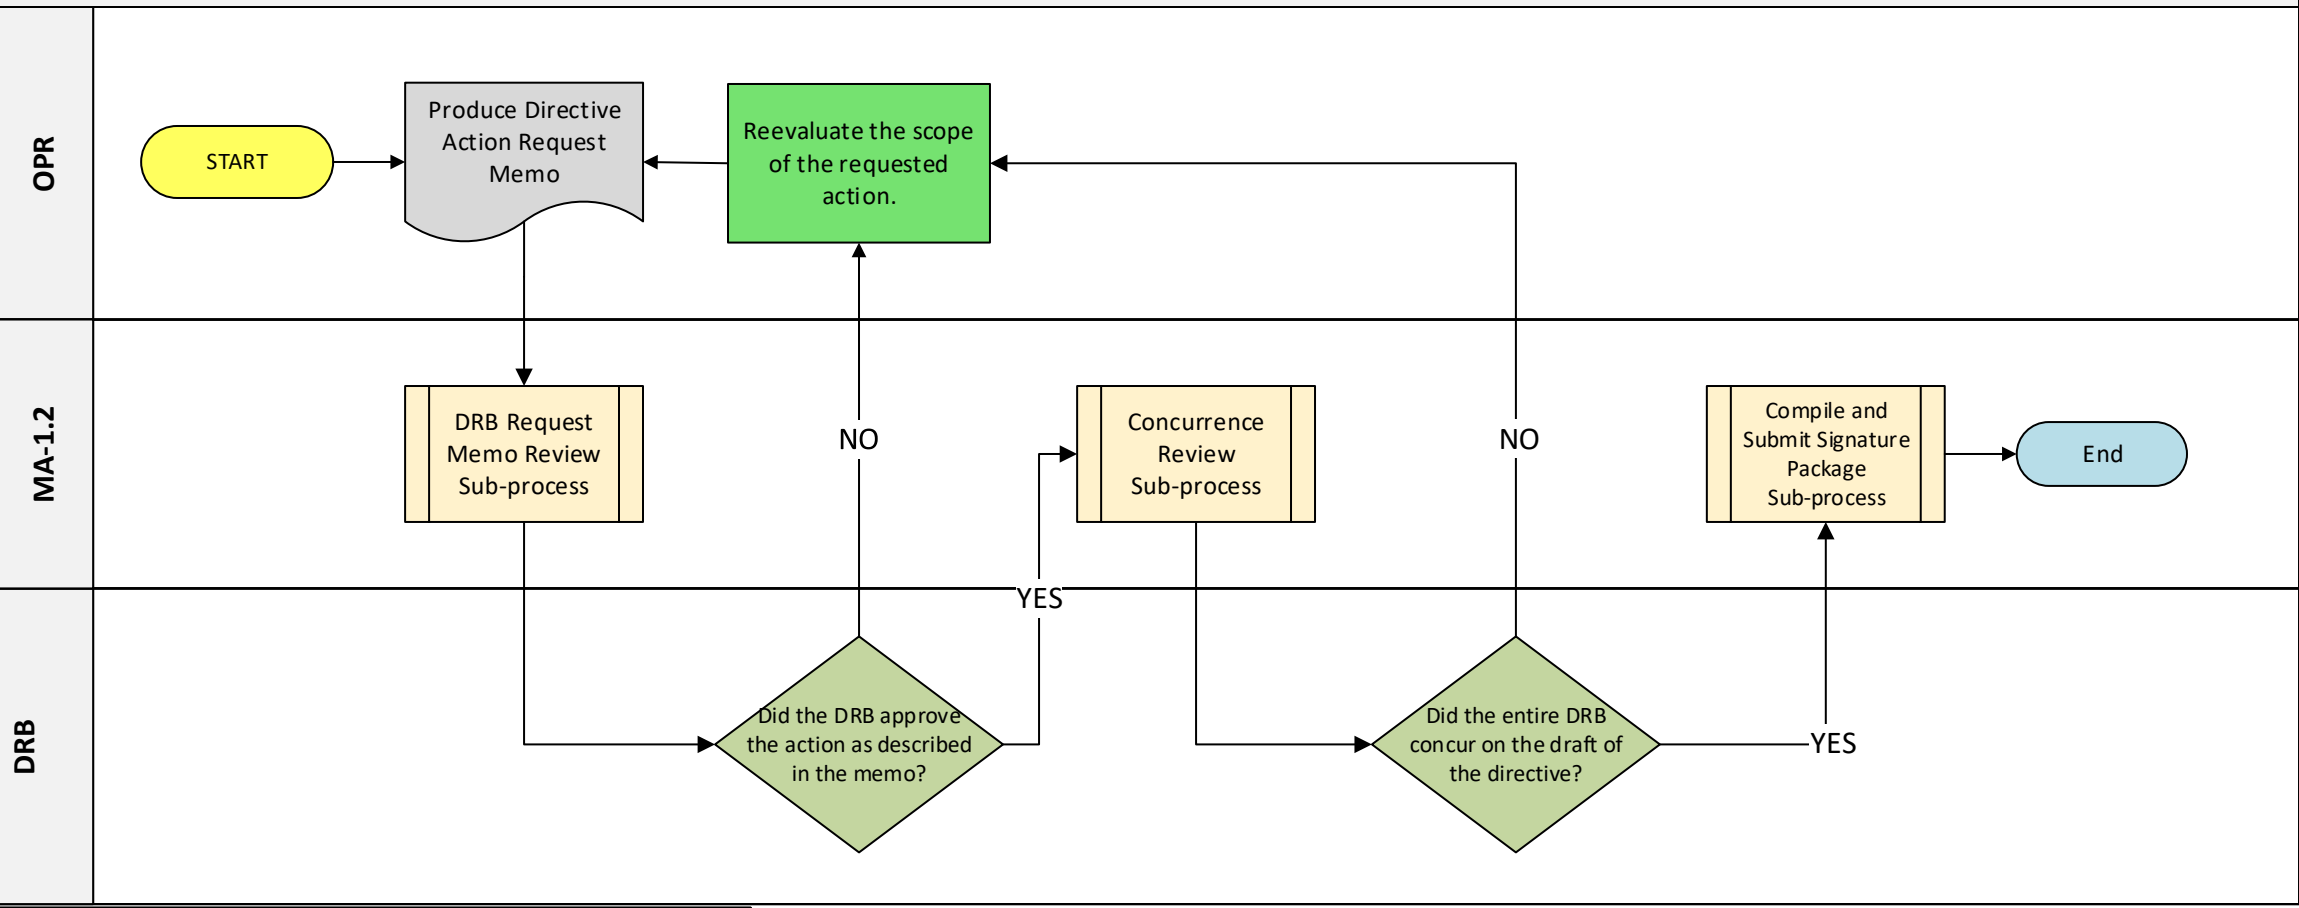 OPR
START
Produce Directive
Action Request
Memo
Reevaluate the scope
of the requested
action.
MA-1.2
DRB Request
Memo Review
Sub-process
NO
Concurrence
Review
Sub-process
NO
Compile and
Submit Signature
Package
Sub-process
End
YES
DRB
Did the DRB approve
the action as described
in the memo?
Did the entire DRB
concur on the draft of
the directive?
YES